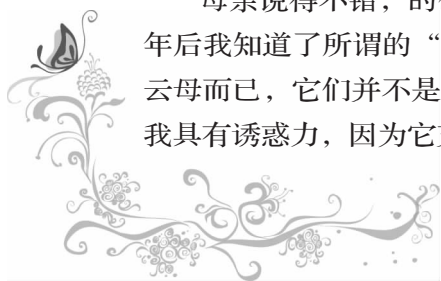 母亲说得不错，的
年后我知道了所谓的“
云母而已，它们并不是
我具有诱惑力，因为它